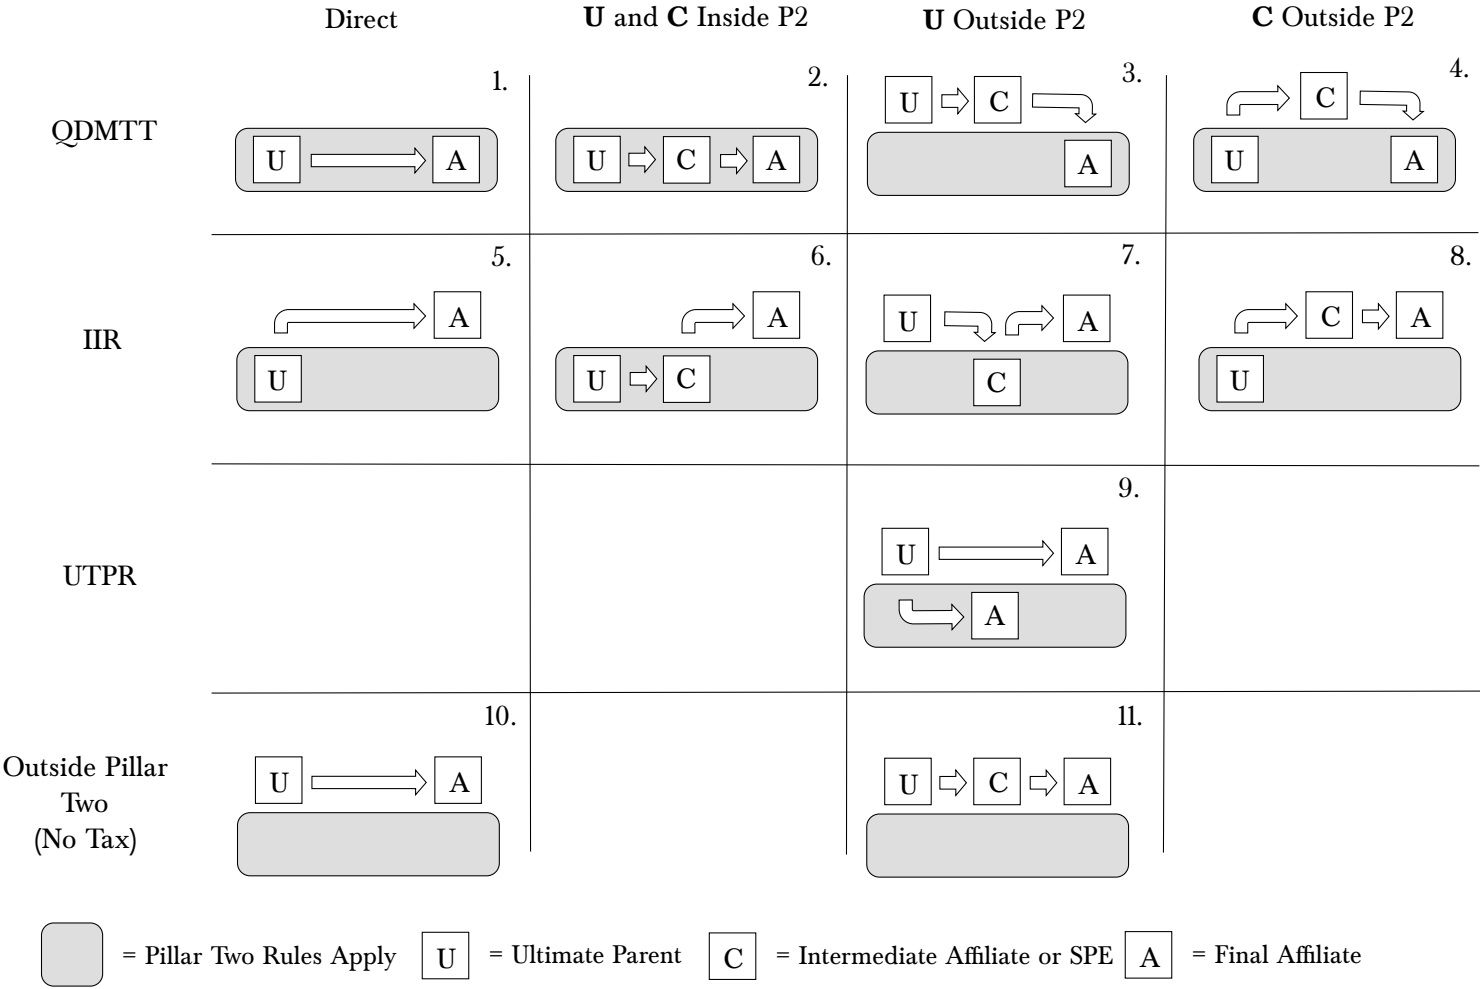 Direct
U and C Inside P2
U Outside P2
C Outside P2
QDMTT
1.
U
A
2.
U
C
A
3.
U
C
A
4.
C
U
A
IIR
5.
A
U
6.
A
U
C
7.
U
A
C
8.
C
A
U
UTPR
9.
U
A
A
Outside Pillar
Two
(No Tax)
10.
U
A
11.
U
C
A
= Pillar Two Rules Apply
U
= Ultimate Parent
C
= Intermediate Affiliate or SPE
A
= Final Affiliate